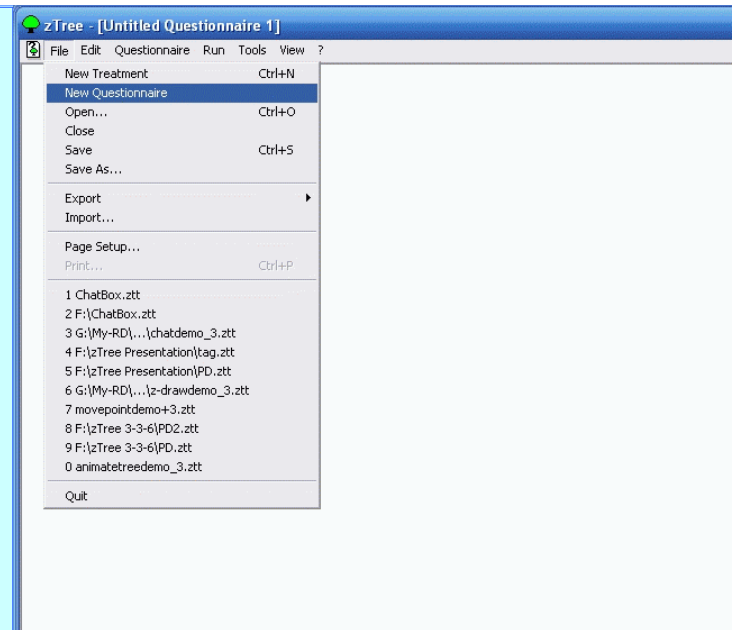 zTree - [Untitled Questionnaire 1]
File Edit Questionnaire Run Tools View ?
New Treatment Ctrl+N
New Questionnaire
Open... Ctrl+O
Close
Save Ctrl+S
Save As...
Export
Import...
Page Setup...
Print... Ctrl+P
1 ChatBox.ztt
2 F:\ChatBox.ztt
3 G:\My-RD\...\chatdemo_3.ztt
4 F:\zTree Presentation\tag.ztt
5 F:\zTree Presentation\PD.ztt
6 G:\My-RD\...\z-drawdemo_3.ztt
7 movepointdemo+3.ztt
8 F:\zTree 3-3-6\PD2.ztt
9 F:\zTree 3-3-6\PD.ztt
0 animatetreedemo_3.ztt
Quit